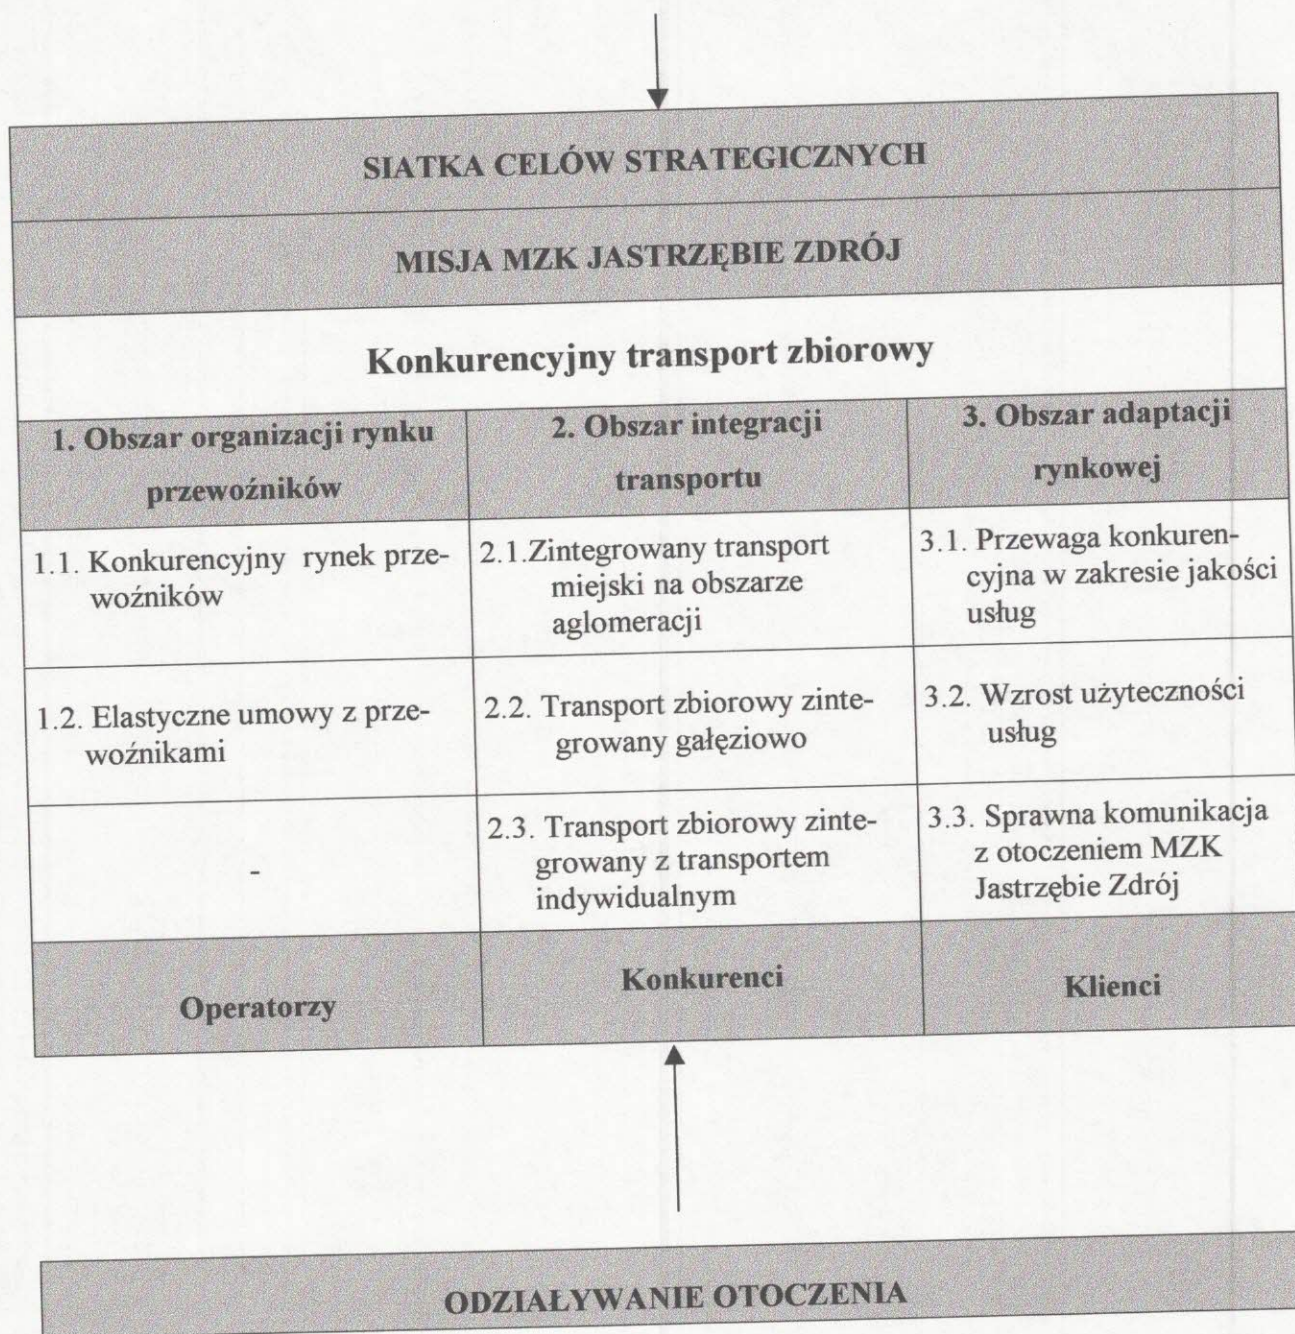 SIATKA CELÓW STRATEGICZNYCH
MISJA MZK JASTRZĘBIE ZDRÓJ
Konkurencyjny transport zbiorowy
1. Obszar organizacji rynku
przewoźników
2. Obszar integracji
transportu
3. Obszar adaptacji
rynkowej
1.1. Konkurencyjny rynek prze-
woźników
2.1.Zintegrowany transport
miejski na obszarze
aglomeracji
3.1. Przewaga konkuren-
cyjna w zakresie jakości
usług
1.2. Elastyczne umowy z prze-
woźnikami
2.2. Transport zbiorowy zinte-
growany gałęziowo
3.2. Wzrost użyteczności
usług
-
2.3. Transport zbiorowy zinte-
growany z transportem
indywidualnym
3.3. Sprawna komunikacja
z otoczeniem MZK
Jastrzębie Zdrój
Operatorzy
Konkurenci
Klienci
ODZIAŁYWANIE OTOCZENIA